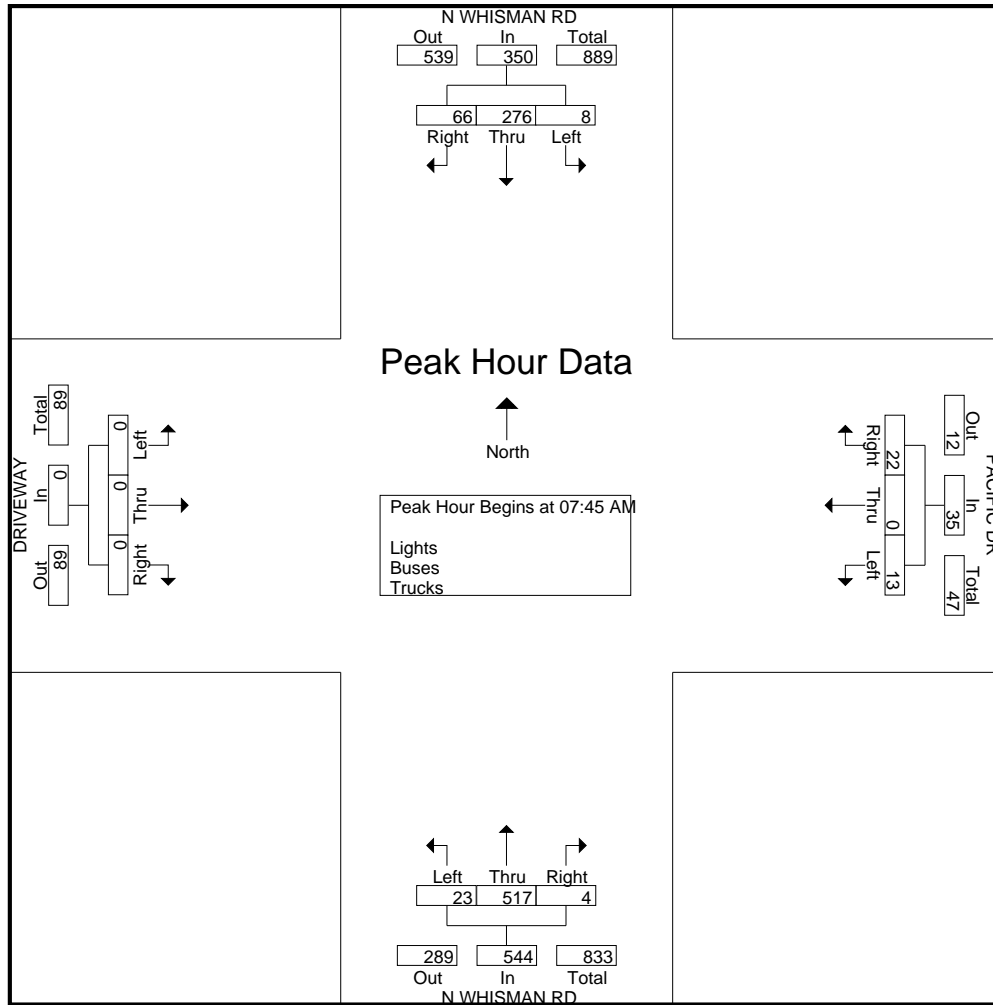 N WHISMAN RD
Out In Total
539 350 889
66 276 8
Right Thru Left
Peak Hour Data
North
Peak Hour Begins at 07:45 AM
Lights
Buses
Trucks
DRIVEWAY
Out In Total
89 0 89
0 0 0
Right Thru Left
Right Thru Left
22 0 13
Out In Total
12 35 47
PACIFIC DR
Left Thru Right
23 517 4
289 544 833
Out In Total
N WHISMAN RD